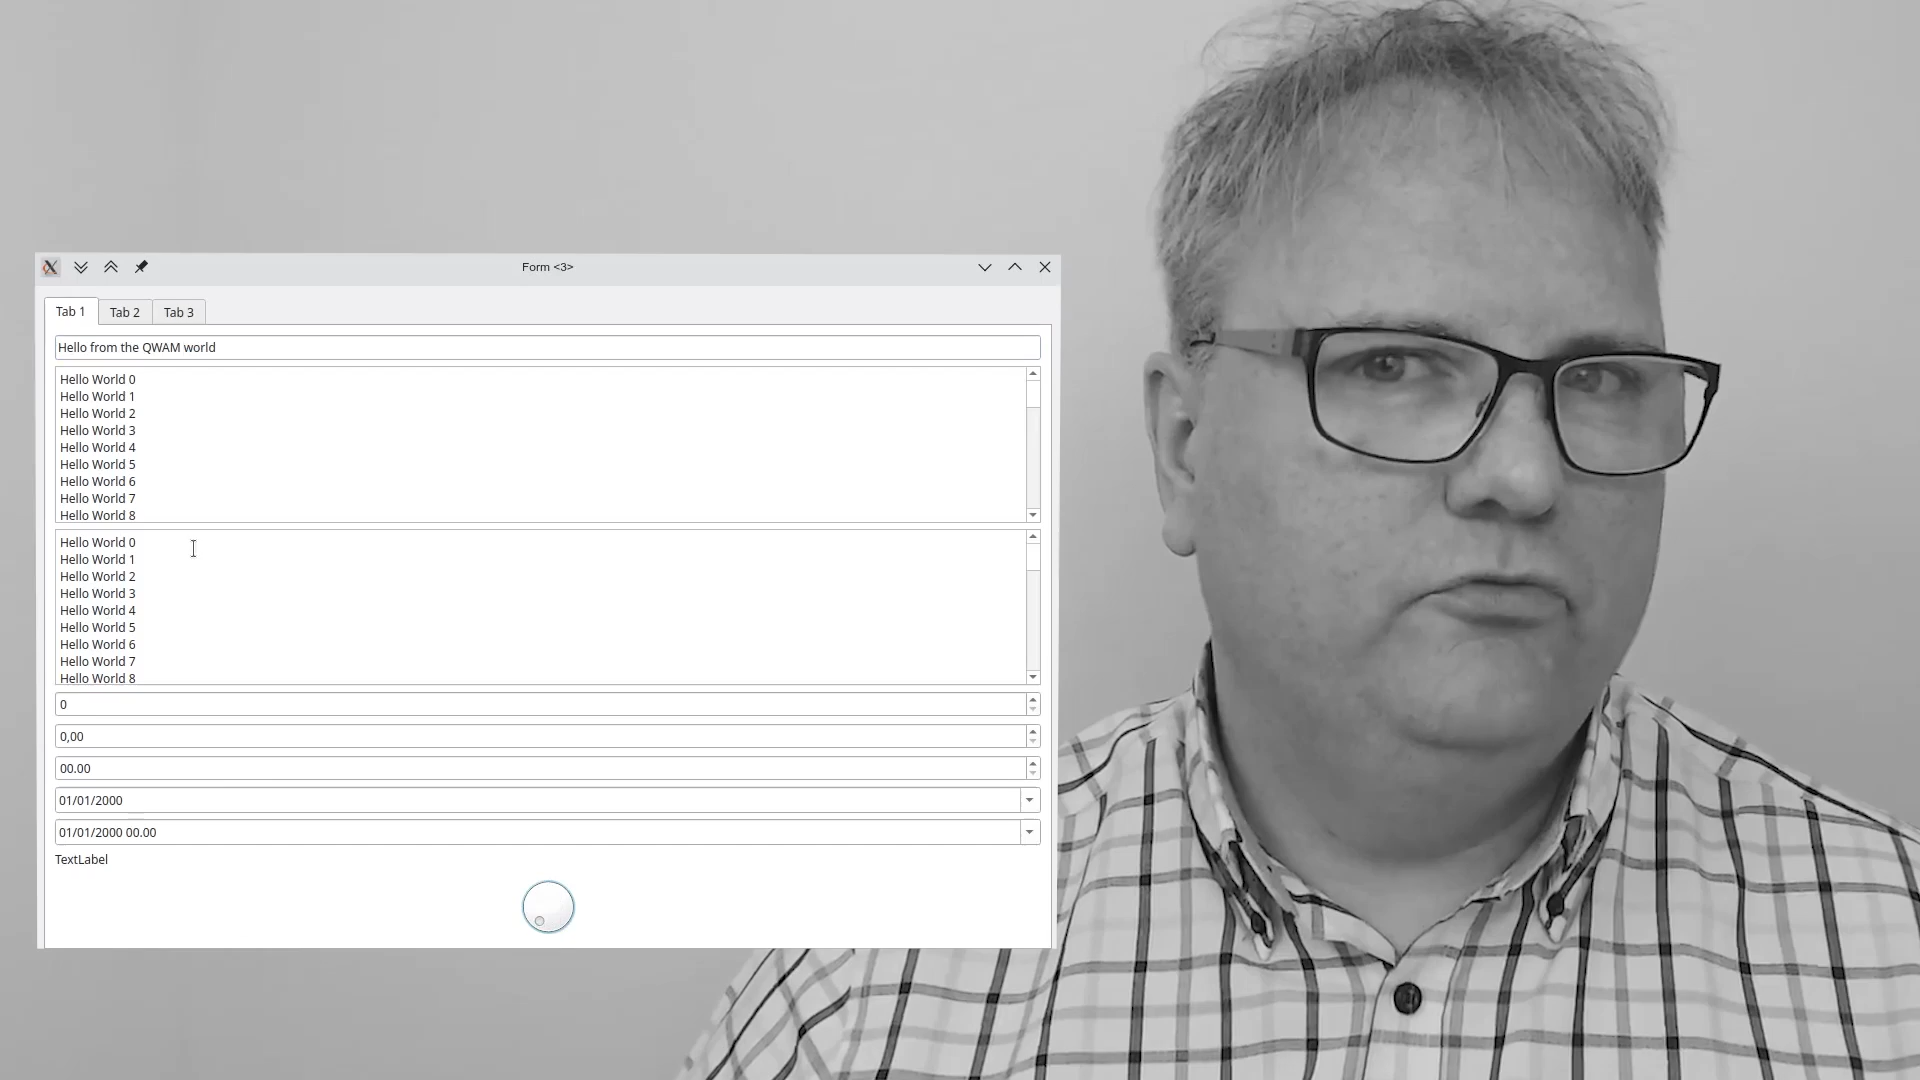 Form <3>
Tab 1 Tab 2 Tab 3
Hello from the QWAM world
Hello World 0
Hello World 1
Hello World 2
Hello World 3
Hello World 4
Hello World 5
Hello World 6
Hello World 7
Hello World 8
Hello World 0
Hello World 1
Hello World 2
Hello World 3
Hello World 4
Hello World 5
Hello World 6
Hello World 7
Hello World 8
0
0,00
00.00
01/01/2000
01/01/2000 00.00
TextLabel